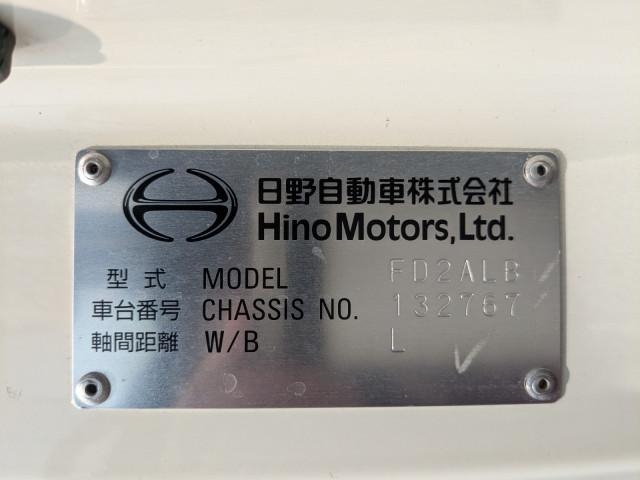 日野自動車株式会社
Hino Motors, Ltd.
型式 MODEL FD2ALB
車台番号 CHASSIS NO. 132767
軸間距離 W/B L